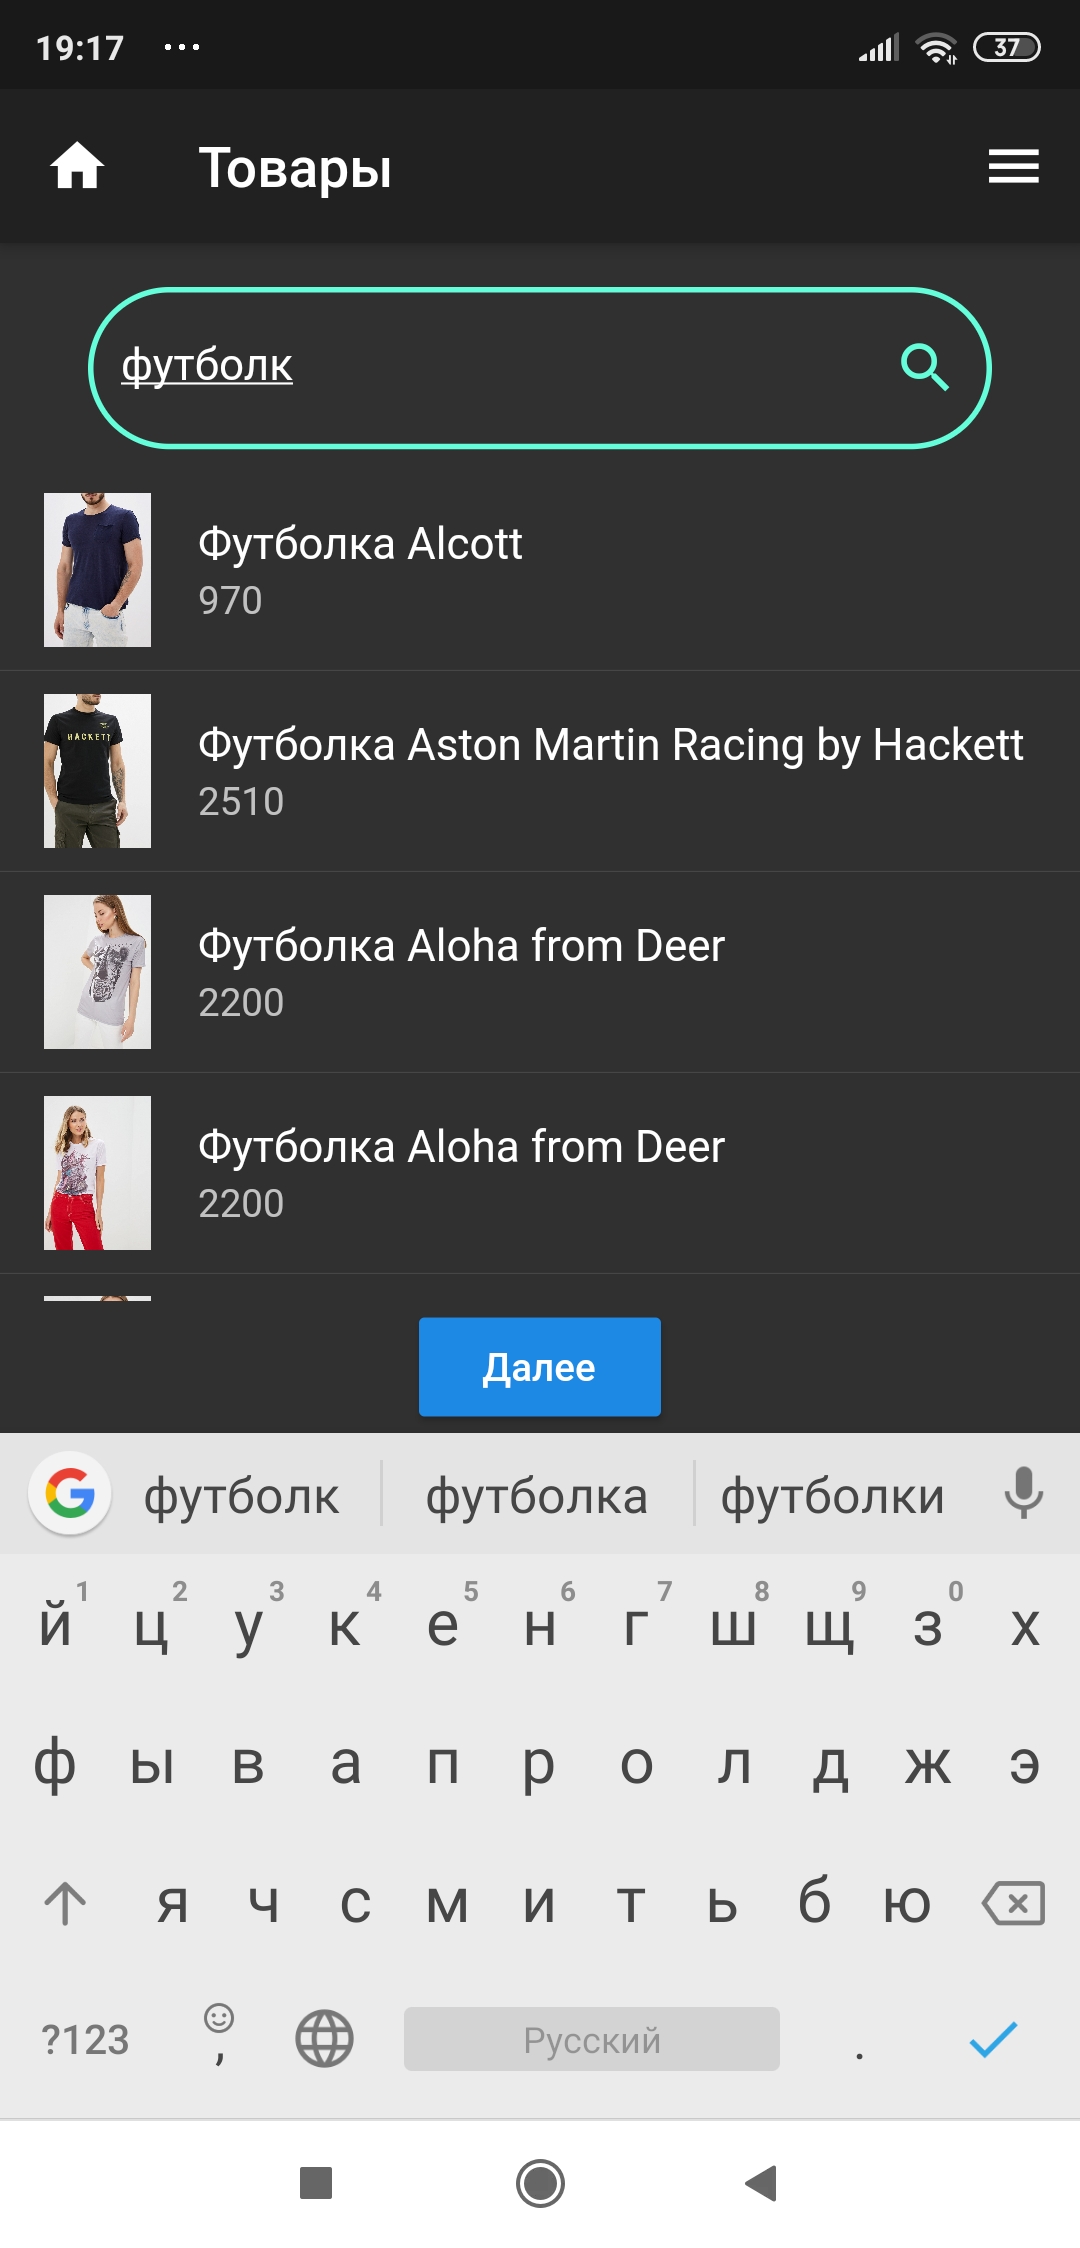 19:17 ... 37
Товары
футболк
Футболка Alcott
970
HACKETT
Футболка Aston Martin Racing by Hackett
2510
Футболка Aloha from Deer
2200
Футболка Aloha from Deer
2200
Далее
футболк футболка футболки
1 2 3 4 5 6 7 8 9 0
й ц у к е н г ш щ з х
ф ы в а п р о л д ж э
я ч с м и т ь б ю
?123 , Русский .